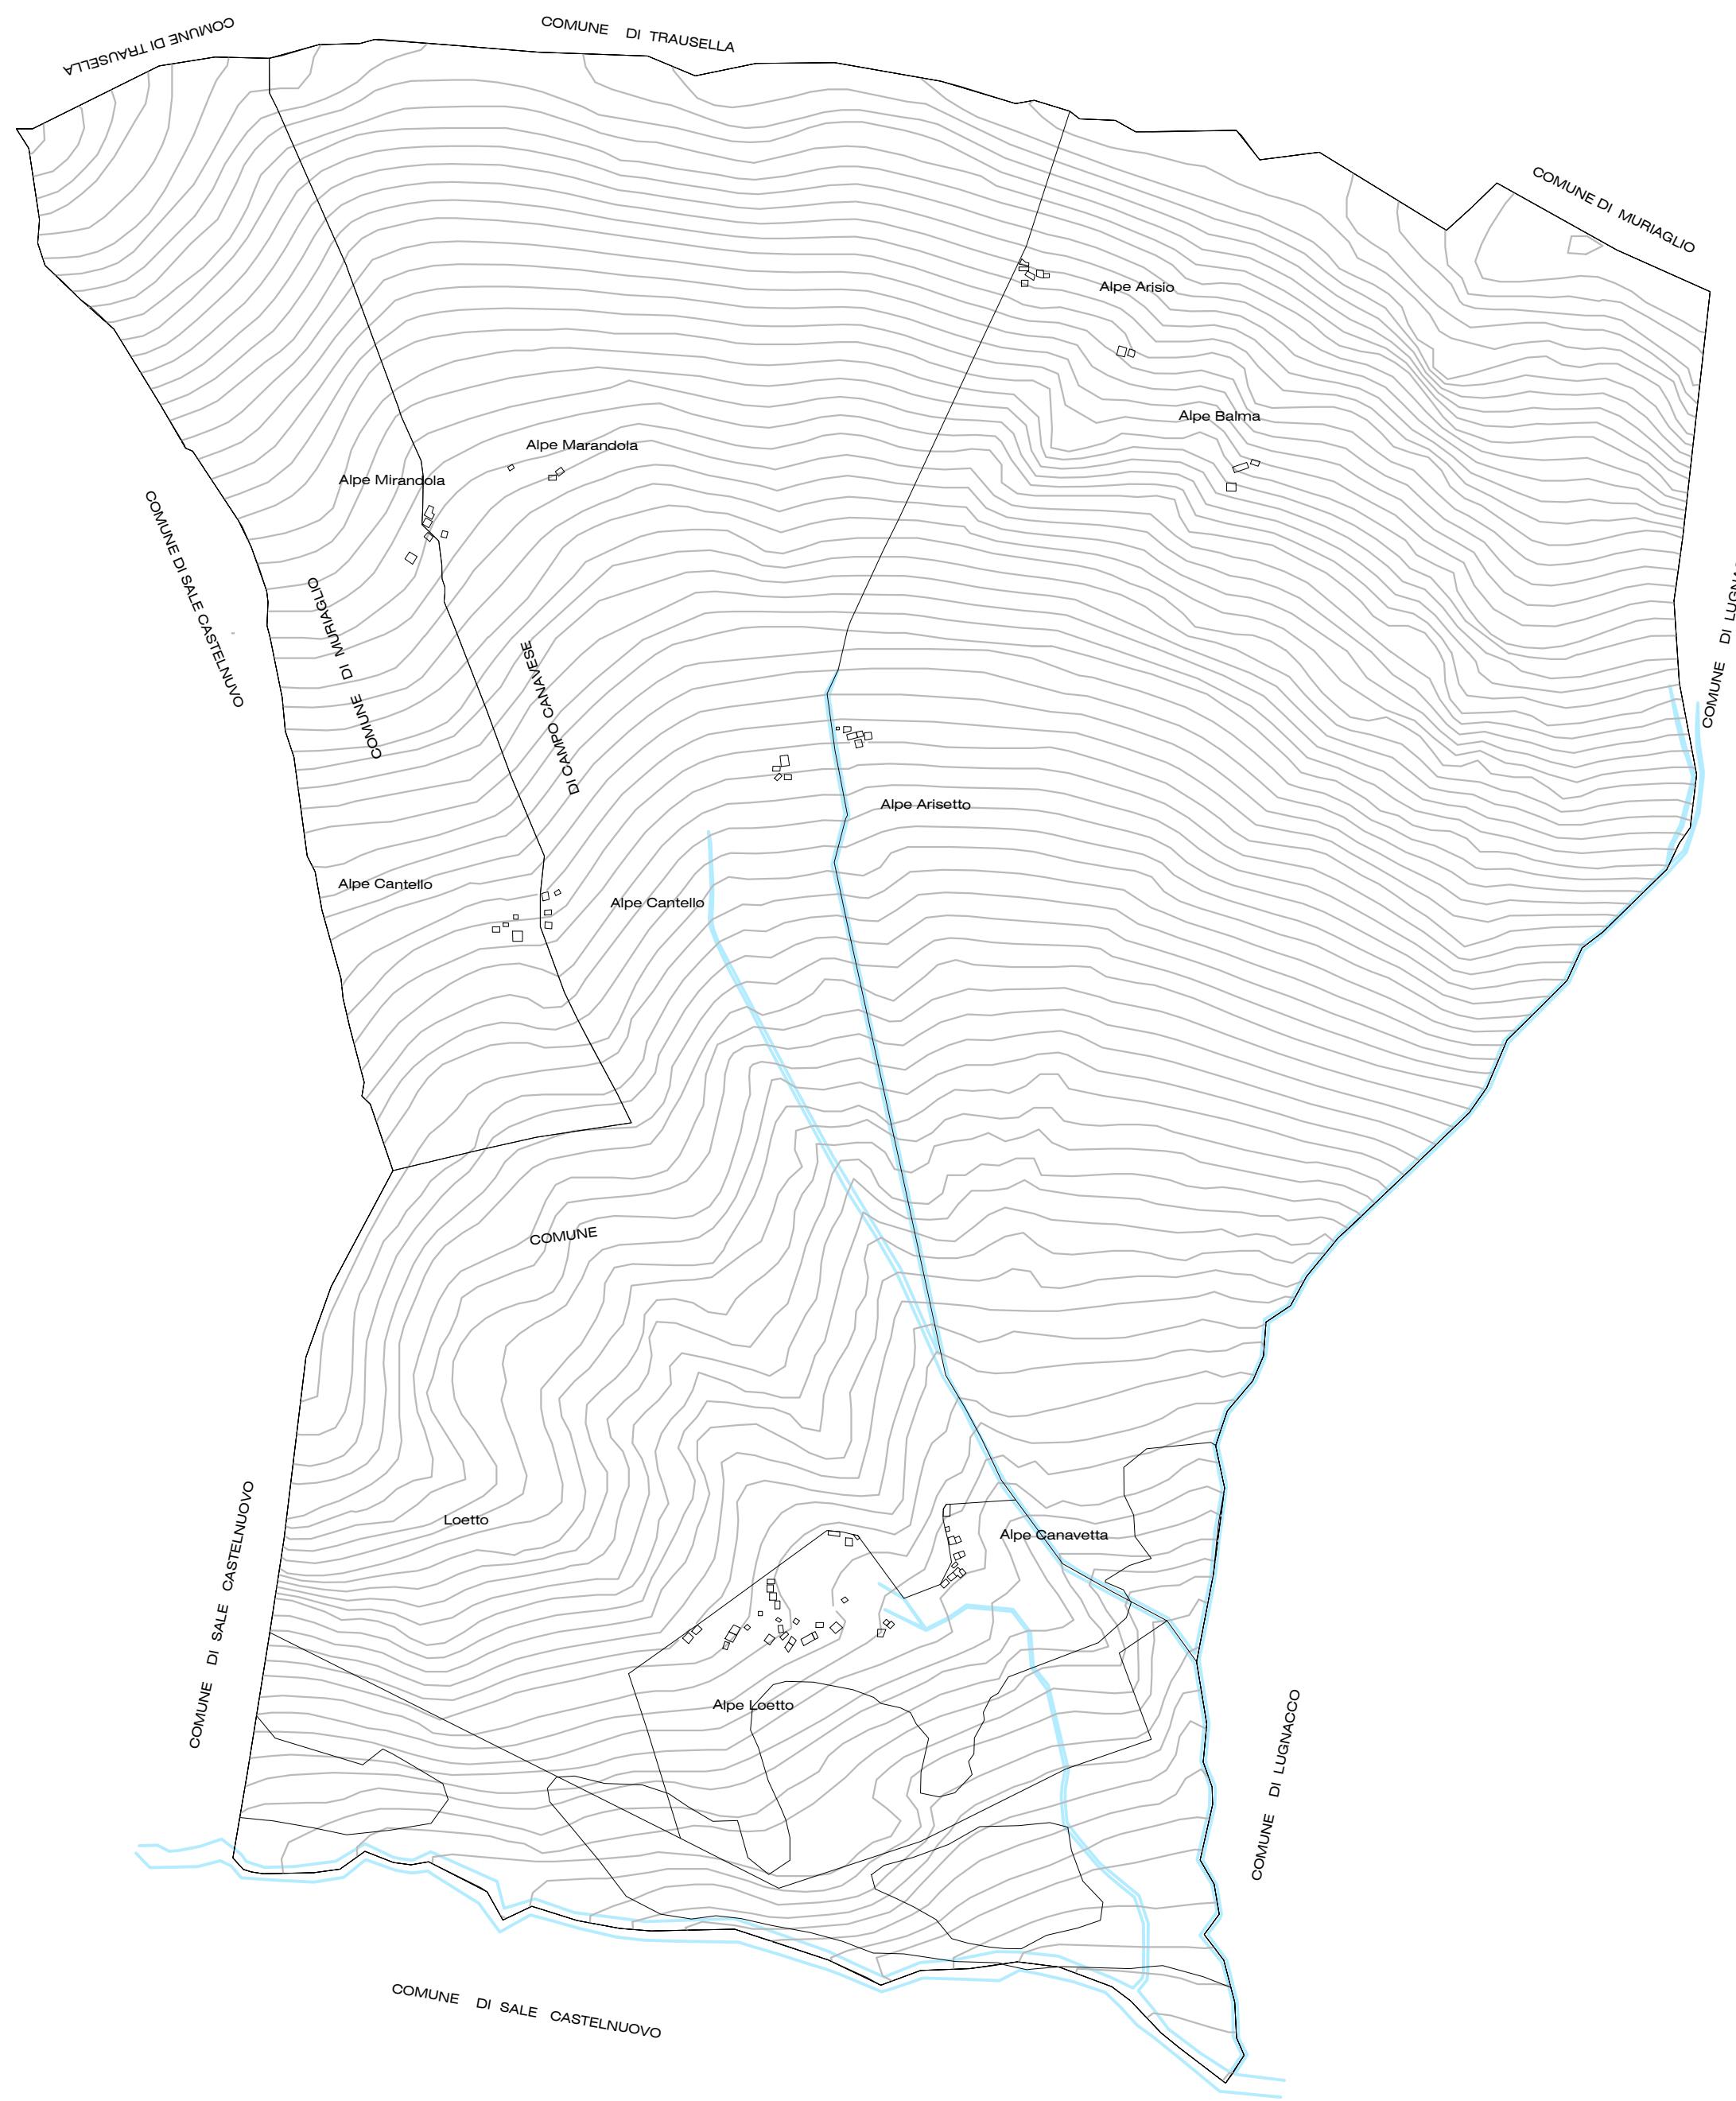 COMUNE DI TRAUSELLA
COMUNE DI TRAUSELLA
COMUNE DI MURIAGLIO
Alpe Arisio
Alpe Balma
Alpe Marandola
Alpe Mirandola
COMUNE DI SALE CASTELNUVO
COMUNE DI MURIAGLIO
DI CAMPO CANAVESE
COMUNE DI LUGNA
Alpe Arisetto
Alpe Cantello
Alpe Cantello
COMUNE
Loetto
Alpe Canavetta
COMUNE DI SALE CASTELNUOVO
Alpe Loetto
COMUNE DI LUGNACCO
COMUNE DI SALE CASTELNUOVO